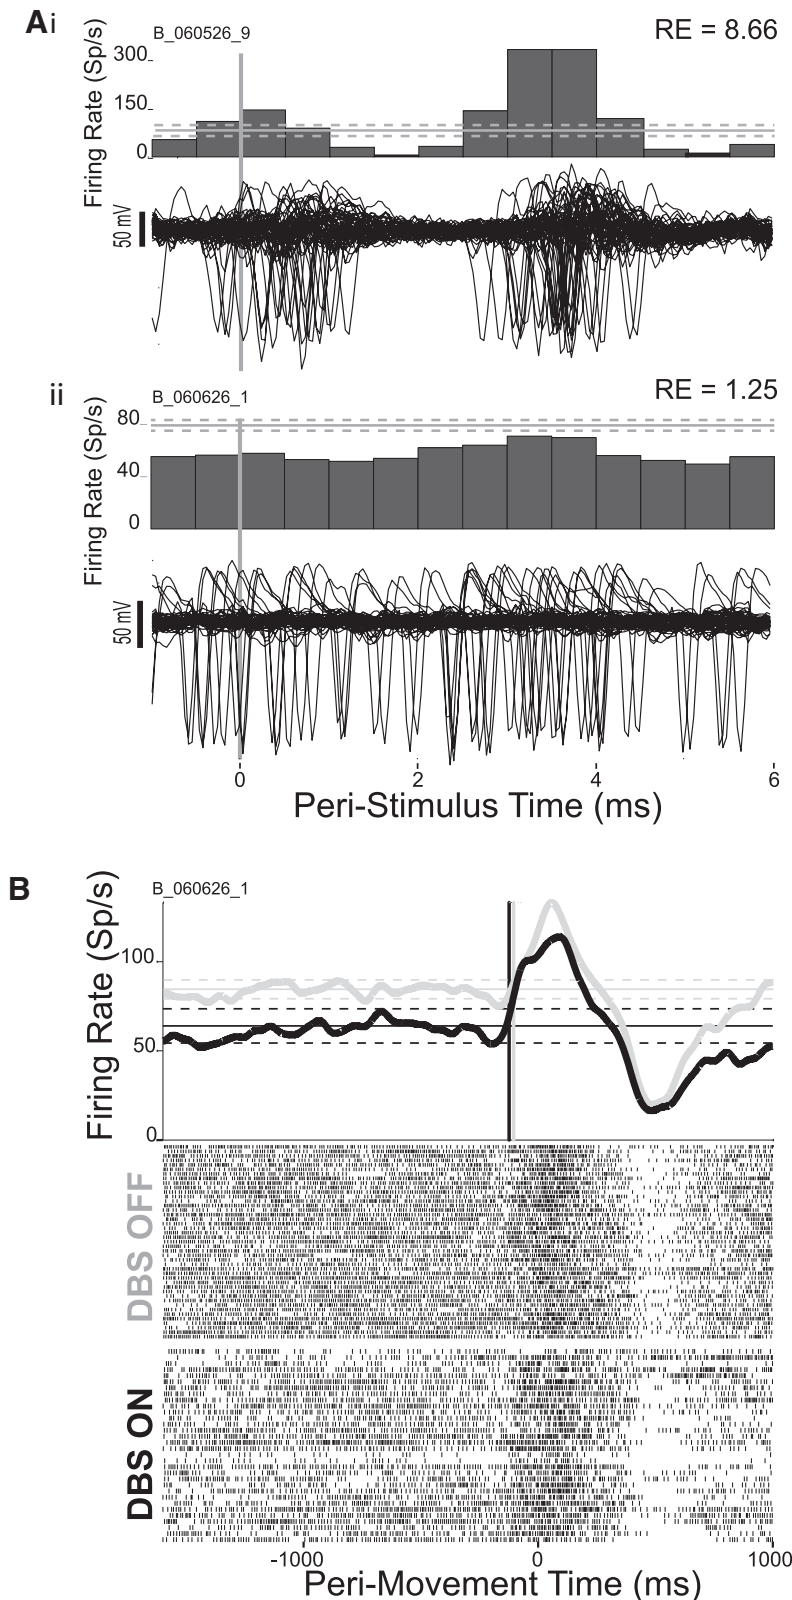 Ai
B_060526_9
RE = 8.66
Firing Rate (Sp/s)
300
150
0
50 mV
ii
B_060626_1
RE = 1.25
Firing Rate (Sp/s)
80
40
0
50 mV
0 2 4 6
Peri-Stimulus Time (ms)
B
B_060626_1
Firing Rate (Sp/s)
100
50
0
DBS OFF
DBS ON
-1000 0 1000
Peri-Movement Time (ms)